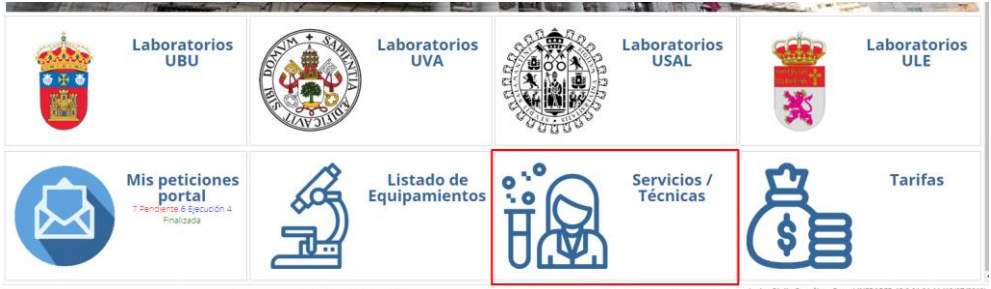 Laboratorios
UBU
Laboratorios
UVA
Laboratorios
USAL
Laboratorios
ULE
Mis peticiones
portal
7 Pendiente 6 Ejecución 4
Finalizada
Listado de
Equipamientos
Servicios /
Técnicas
Tarifas